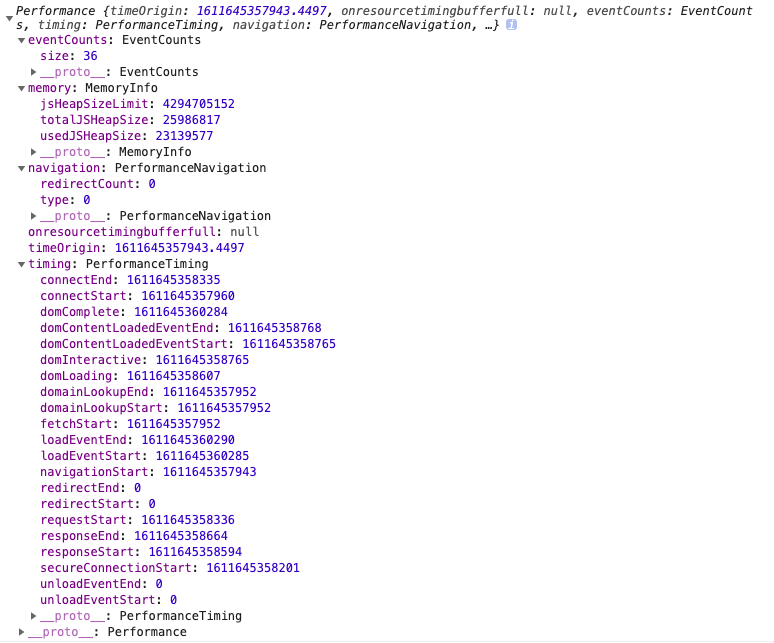 Performance {timeOrigin: 1611645357943.4497, onresourcetimingbufferfull: null, eventCounts: EventCount
s, timing: PerformanceTiming, navigation: PerformanceNavigation, …} i
eventCounts: EventCounts
size: 36
__proto__: EventCounts
memory: MemoryInfo
jsHeapSizeLimit: 4294705152
totalJSHeapSize: 25986817
usedJSHeapSize: 23139577
__proto__: MemoryInfo
navigation: PerformanceNavigation
redirectCount: 0
type: 0
__proto__: PerformanceNavigation
onresourcetimingbufferfull: null
timeOrigin: 1611645357943.4497
timing: PerformanceTiming
connectEnd: 1611645358335
connectStart: 1611645357960
domComplete: 1611645360284
domContentLoadedEventEnd: 1611645358768
domContentLoadedEventStart: 1611645358765
domInteractive: 1611645358765
domLoading: 1611645358607
domainLookupEnd: 1611645357952
domainLookupStart: 1611645357952
fetchStart: 1611645357952
loadEventEnd: 1611645360290
loadEventStart: 1611645360285
navigationStart: 1611645357943
redirectEnd: 0
redirectStart: 0
requestStart: 1611645358336
responseEnd: 1611645358664
responseStart: 1611645358594
secureConnectionStart: 1611645358201
unloadEventEnd: 0
unloadEventStart: 0
__proto__: PerformanceTiming
__proto__: Performance